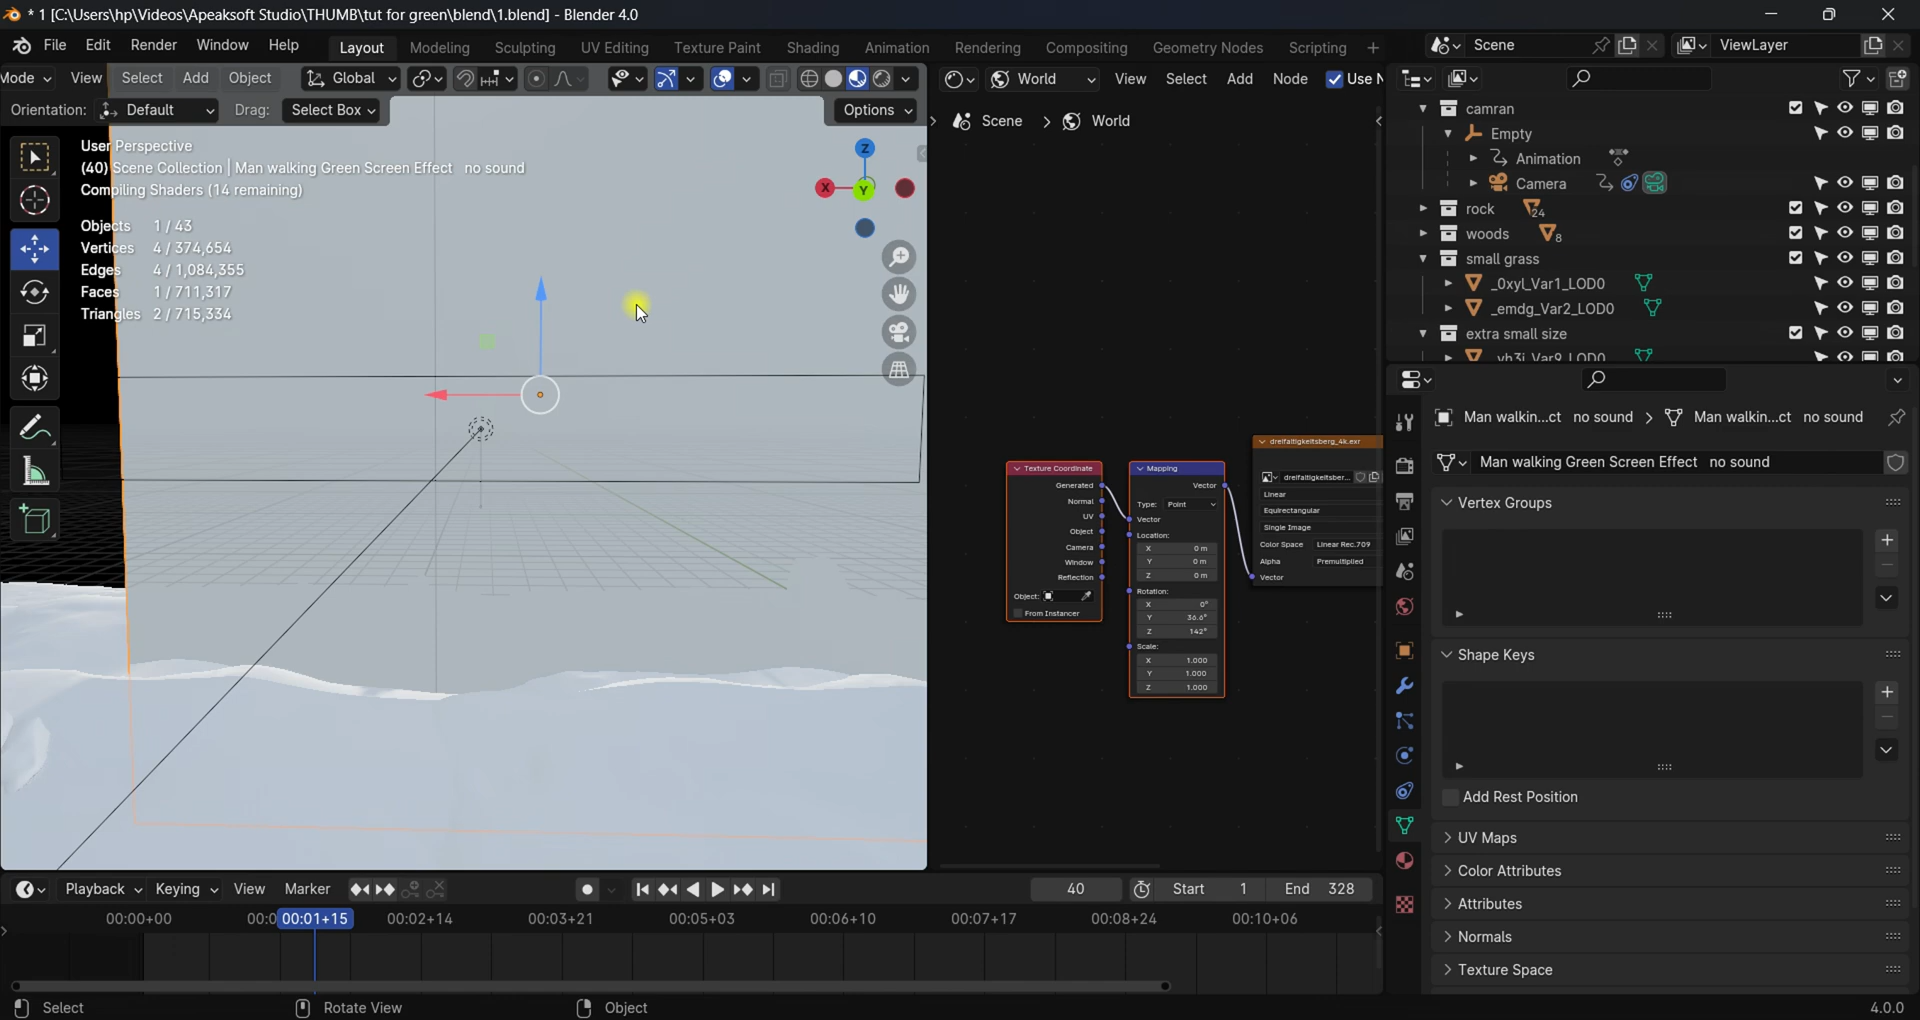 * 1 [C:\Users\hp\Videos\Apeaksoft Studio\THUMB\tut for green\blend\1.blend] - Blender 4.0
File Edit Render Window Help Layout Modeling Sculpting UV Editing Texture Paint Shading Animation Rendering Compositing Geometry Nodes Scripting + Scene ViewLayer
Mode View Select Add Object Global World View Select Add Node Use N
Orientation: Default Drag: Select Box Options
Scene > World
User Perspective
(40) Scene Collection | Man walking Green Screen Effect no sound
Compiling Shaders (14 remaining)
Objects 1 / 43
Vertices 4 / 374,654
Edges 4 / 1,084,355
Faces 1 / 711,317
Triangles 2 / 715,334
Z
X
Y
Texture Coordinate
Generated
Normal
UV
Object
Camera
Window
Reflection
Object:
From Instancer
Mapping
Vector
Type: Point
Vector
Location:
X 0 m
Y 0 m
Z 0 m
Rotation:
X 0°
Y 36.6°
Z 142°
Scale:
X 1.000
Y 1.000
Z 1.000
dreifaltigkeitsberg_4k.exr
dreifaltigkeitsber...
Linear
Equirectangular
Single Image
Color Space Linear Rec.709
Alpha Premultiplied
Vector
camran
Empty
Animation
Camera
rock 24
woods 8
small grass
_0xyl_Var1_LOD0
_emdg_Var2_LOD0
extra small size
_yh3i_Var9_LOD0
Man walkin...ct no sound > Man walkin...ct no sound
Man walking Green Screen Effect no sound
Vertex Groups
Shape Keys
Add Rest Position
UV Maps
Color Attributes
Attributes
Normals
Texture Space
Playback Keying View Marker 40 Start 1 End 328
00:00+00 00:0 00:01+15 00:02+14 00:03+21 00:05+03 00:06+10 00:07+17 00:08+24 00:10+06
Select Rotate View Object 4.0.0